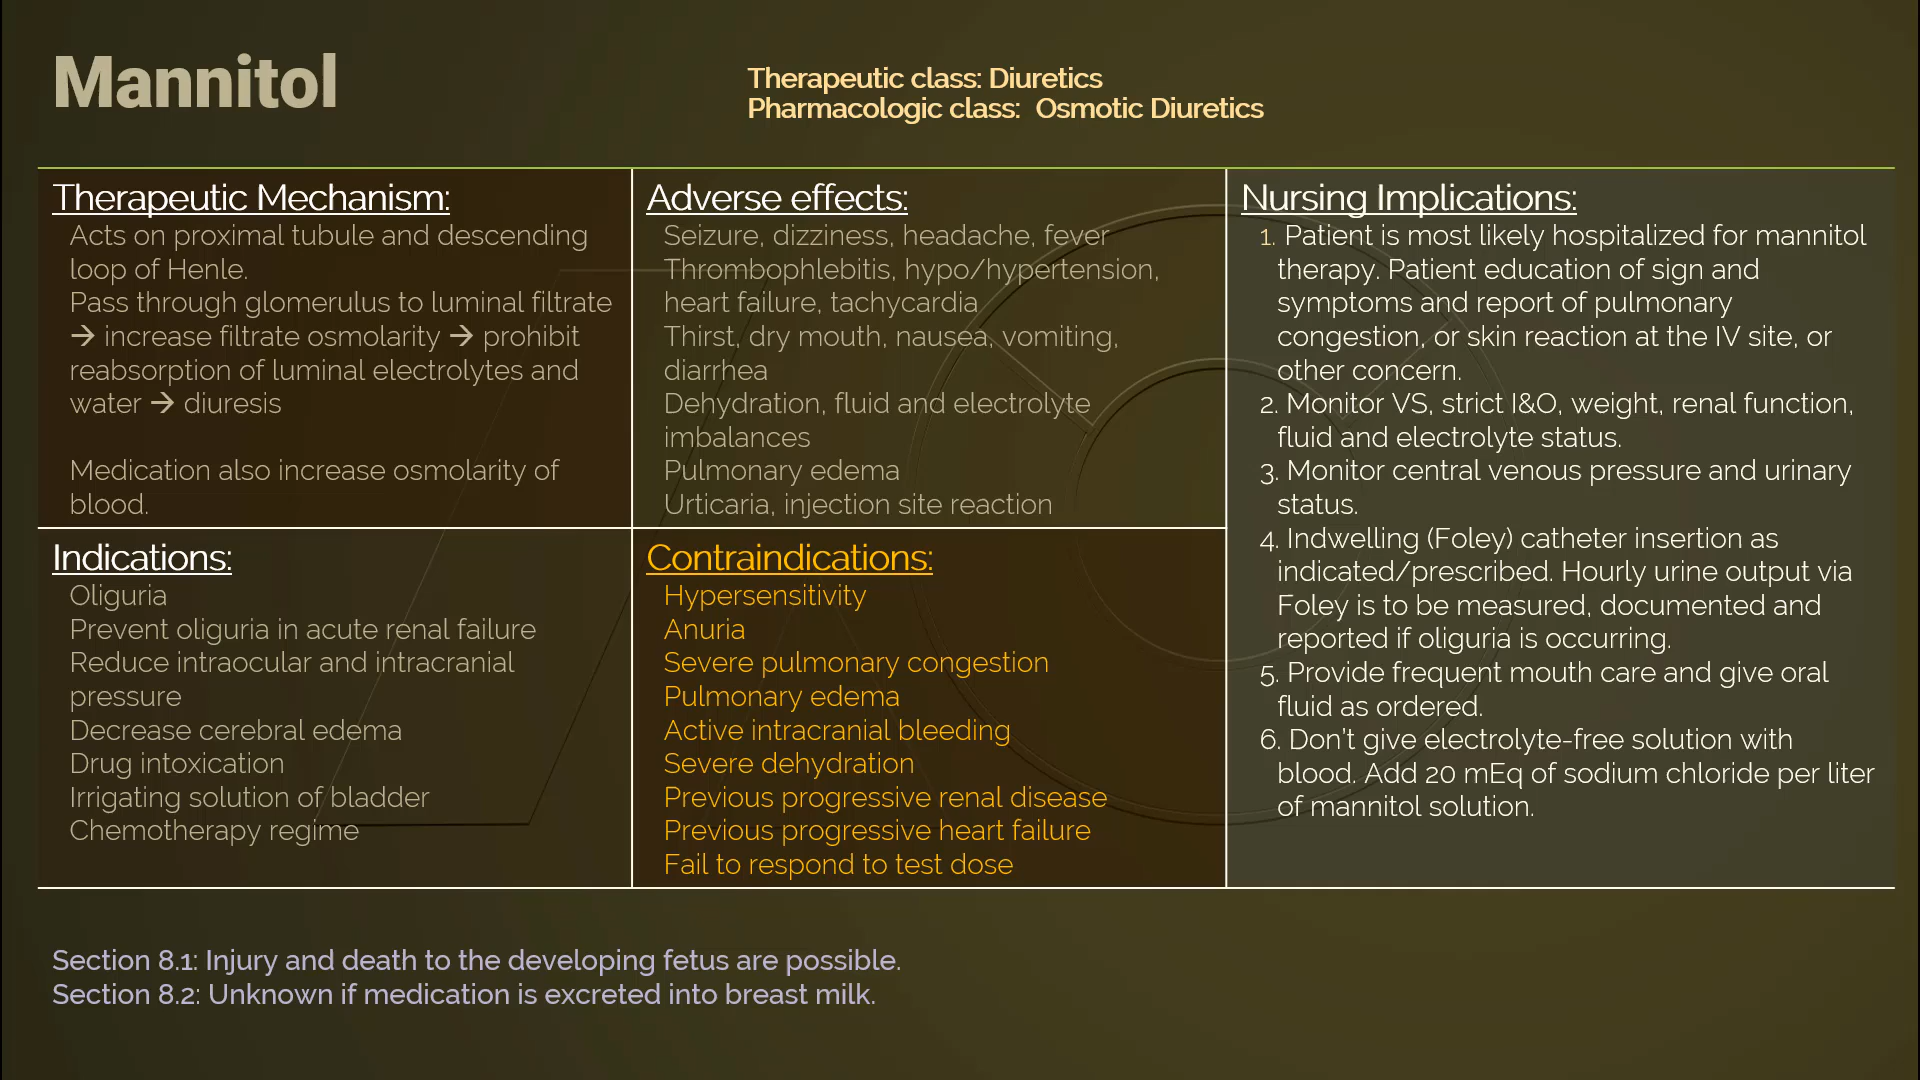 Mannitol
Therapeutic class: Diuretics
Pharmacologic class: Osmotic Diuretics
Therapeutic Mechanism:
Acts on proximal tubule and descending
loop of Henle.
Pass through glomerulus to luminal filtrate
→ increase filtrate osmolarity → prohibit
reabsorption of luminal electrolytes and
water → diuresis
Medication also increase osmolarity of
blood.
Adverse effects:
Seizure, dizziness, headache, fever
Thrombophlebitis, hypo/hypertension,
heart failure, tachycardia
Thirst, dry mouth, nausea, vomiting,
diarrhea
Dehydration, fluid and electrolyte
imbalances
Pulmonary edema
Urticaria, injection site reaction
Nursing Implications:
1. Patient is most likely hospitalized for mannitol
therapy. Patient education of sign and
symptoms and report of pulmonary
congestion, or skin reaction at the IV site, or
other concern.
2. Monitor VS, strict I&O, weight, renal function,
fluid and electrolyte status.
3. Monitor central venous pressure and urinary
status.
4. Indwelling (Foley) catheter insertion as
indicated/prescribed. Hourly urine output via
Foley is to be measured, documented and
reported if oliguria is occurring.
5. Provide frequent mouth care and give oral
fluid as ordered.
6. Don't give electrolyte-free solution with
blood. Add 20 mEq of sodium chloride per liter
of mannitol solution.
Indications:
Oliguria
Prevent oliguria in acute renal failure
Reduce intraocular and intracranial
pressure
Decrease cerebral edema
Drug intoxication
Irrigating solution of bladder
Chemotherapy regime
Contraindications:
Hypersensitivity
Anuria
Severe pulmonary congestion
Pulmonary edema
Active intracranial bleeding
Severe dehydration
Previous progressive renal disease
Previous progressive heart failure
Fail to respond to test dose
Section 8.1: Injury and death to the developing fetus are possible.
Section 8.2: Unknown if medication is excreted into breast milk.